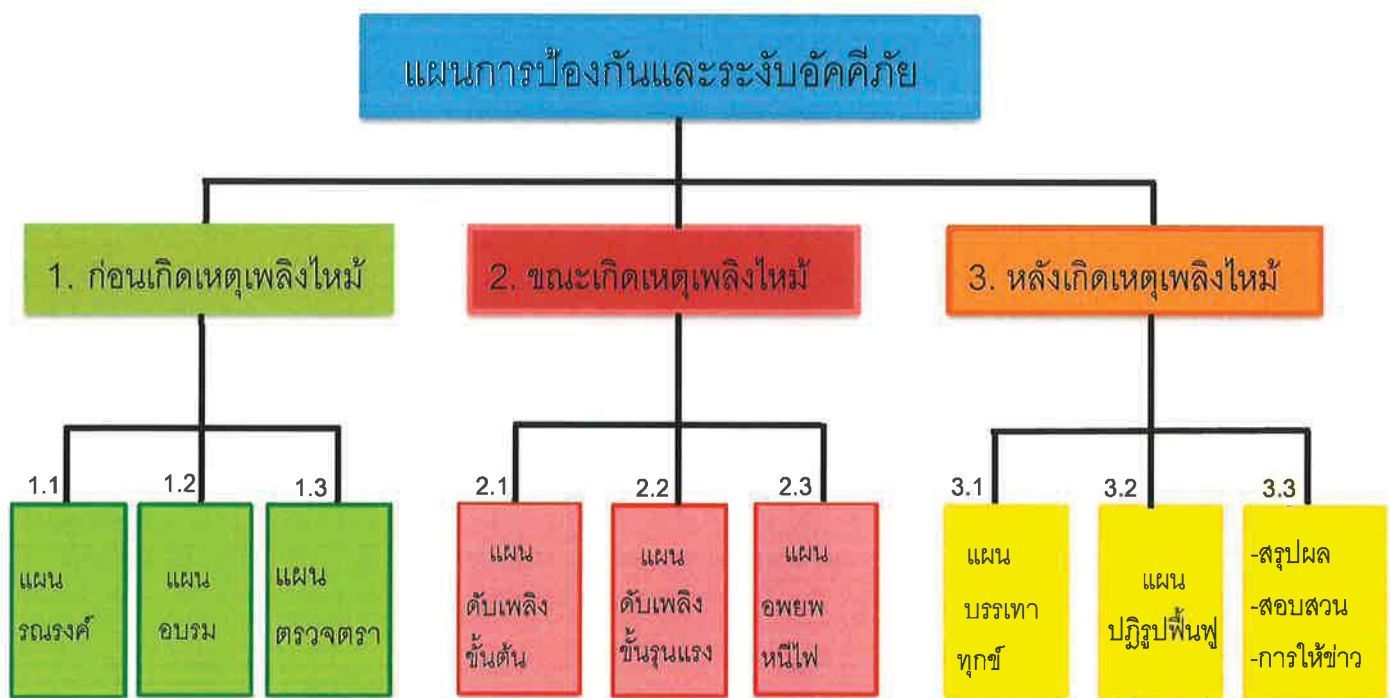 แผนการป้องกันและระงับอัคคีภัย
1. ก่อนเกิดเหตุเพลิงไหม้
2. ขณะเกิดเหตุเพลิงไหม้
3. หลังเกิดเหตุเพลิงไหม้
1.1
แผน
รณรงค์
1.2
แผน
อบรม
1.3
แผน
ตรวจตรา
2.1
แผน
ดับเพลิง
ขั้นต้น
2.2
แผน
ดับเพลิง
ขั้นรุนแรง
2.3
แผน
อพยพ
หนีไฟ
3.1
แผน
บรรเทา
ทุกข์
3.2
แผน
ปฎิรูปฟื้นฟู
3.3
-สรุปผล
-สอบสวน
-การให้ข่าว